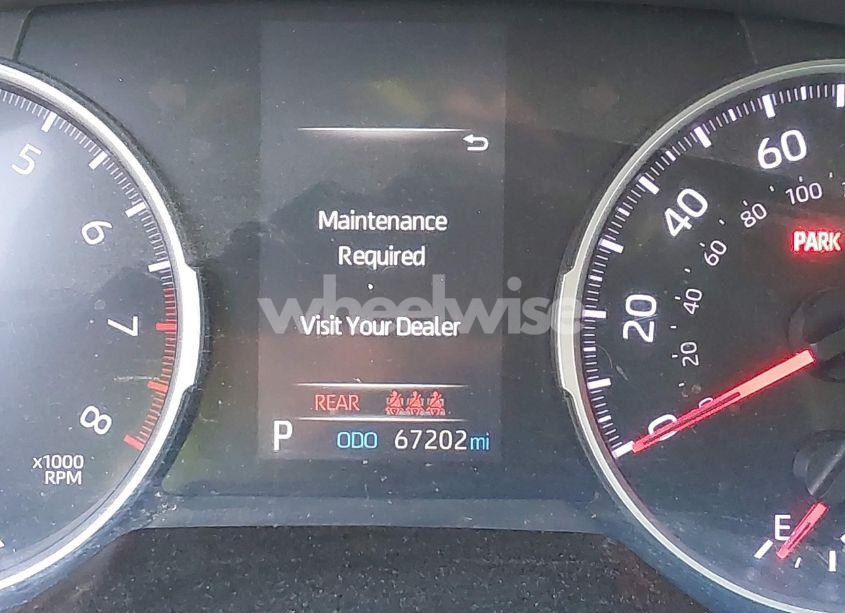 5
6
7
8
x1000
RPM
Maintenance
Required
Visit Your Dealer
REAR
P ODO 67202 mi
wheelwise
60
40
20
0
100
80
60
40
20
PARK
E